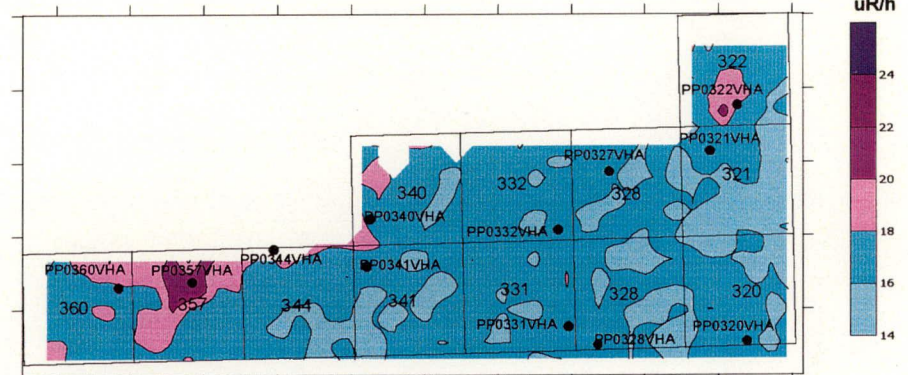 uR/h
24
22
20
18
16
14
322
PP0322VHA
PP0321VHA
321
PP0327VHA
332
328
340
PP0340VHA
PP0332VHA
PP0344VHA
PP0341VHA
PP0360VHA
PP0357VHA
360
357
344
341
331
328
320
PP0331VHA
PP0328VHA
PP0320VHA